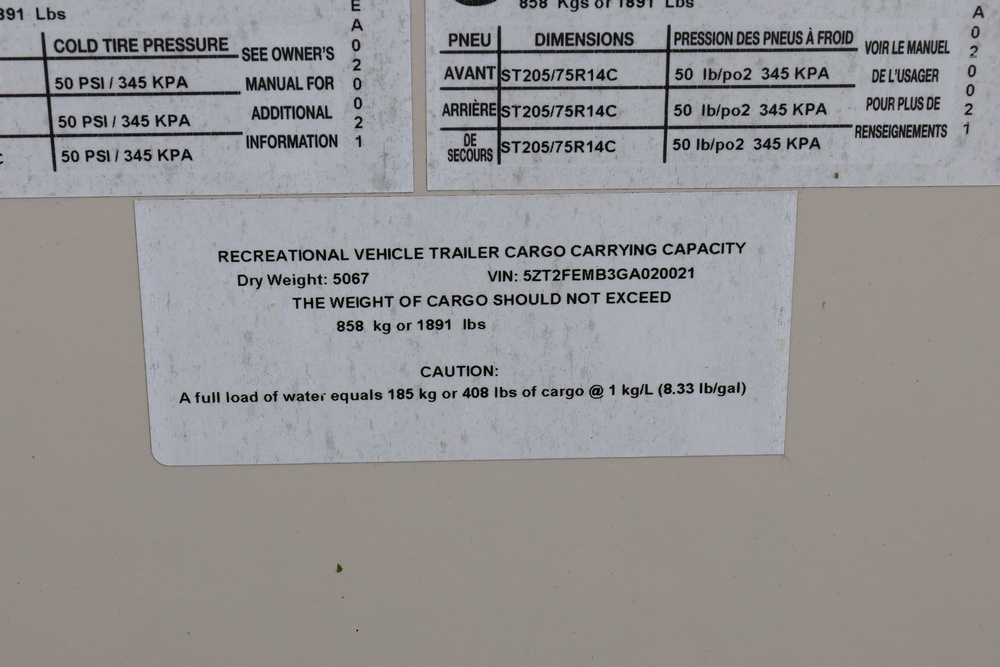 891 Lbs
COLD TIRE PRESSURE
50 PSI / 345 KPA
50 PSI / 345 KPA
50 PSI / 345 KPA
SEE OWNER'S
MANUAL FOR
ADDITIONAL
INFORMATION
E
A
0
2
0
0
2
1
858 Kgs or 1891 Lbs
PNEU DIMENSIONS PRESSION DES PNEUS À FROID
AVANT ST205/75R14C 50 lb/po2 345 KPA
ARRIÈRE ST205/75R14C 50 lb/po2 345 KPA
DE
SECOURS ST205/75R14C 50 lb/po2 345 KPA
VOIR LE MANUEL
DE L'USAGER
POUR PLUS DE
RENSEIGNEMENTS
A
0
2
0
0
2
1
RECREATIONAL VEHICLE TRAILER CARGO CARRYING CAPACITY
Dry Weight: 5067 VIN: 5ZT2FEMB3GA020021
THE WEIGHT OF CARGO SHOULD NOT EXCEED
858 kg or 1891 lbs
CAUTION:
A full load of water equals 185 kg or 408 lbs of cargo @ 1 kg/L (8.33 lb/gal)